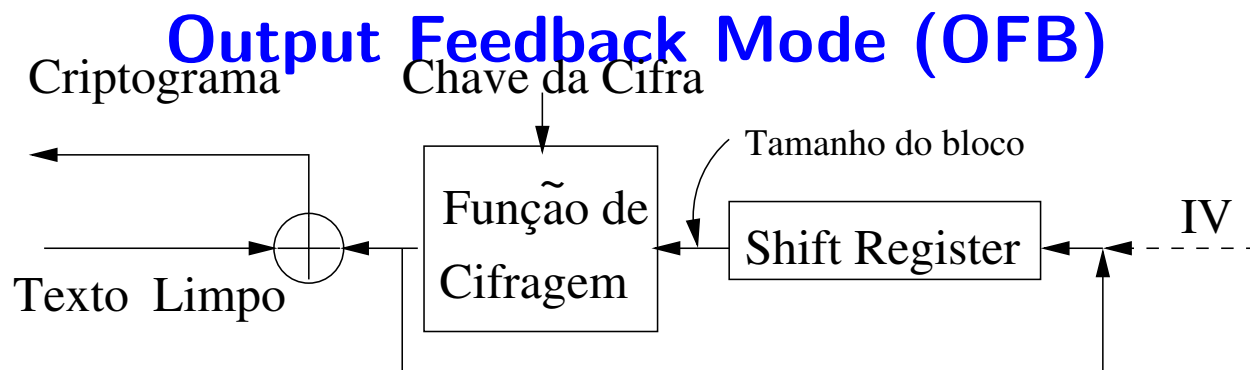 Output Feedback Mode (OFB)
Criptograma
Chave da Cifra
Tamanho do bloco
Função de
Cifragem
Shift Register
IV
Texto Limpo